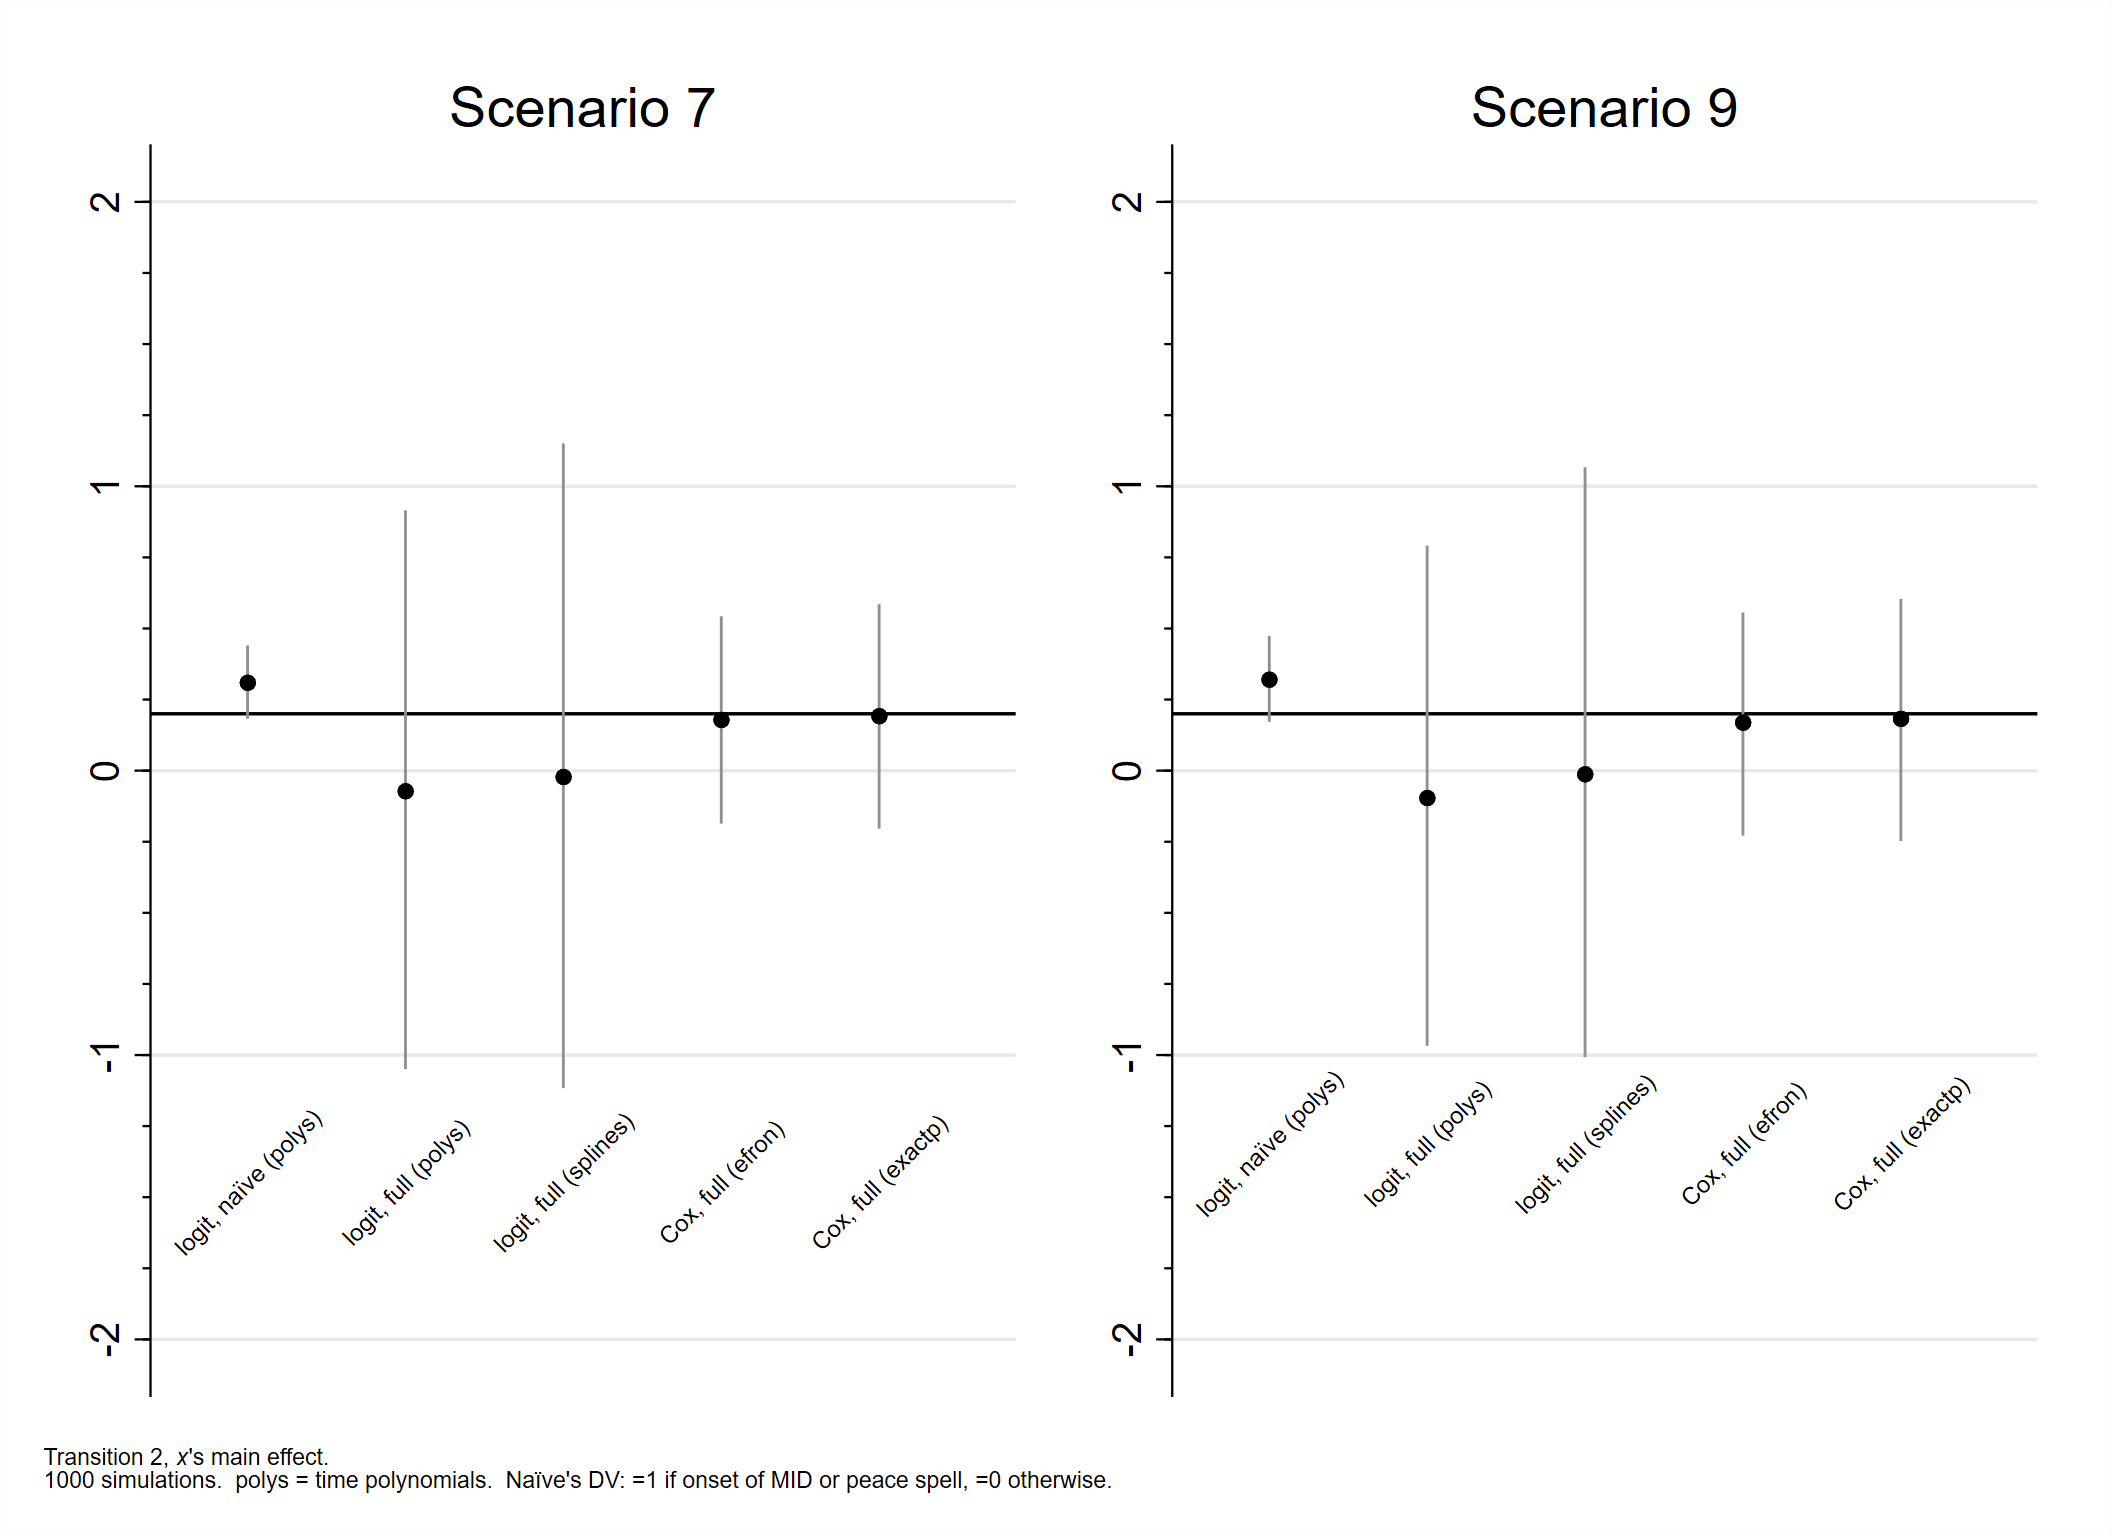 Scenario 7
2
1
0
-1
-2
logit, naïve (polys)
logit, full (polys)
logit, full (splines)
Cox, full (efron)
Cox, full (exactp)
Scenario 9
2
1
0
-1
-2
logit, naïve (polys)
logit, full (polys)
logit, full (splines)
Cox, full (efron)
Cox, full (exactp)
Transition 2, x's main effect.
1000 simulations.  polys = time polynomials.  Naïve's DV: =1 if onset of MID or peace spell, =0 otherwise.